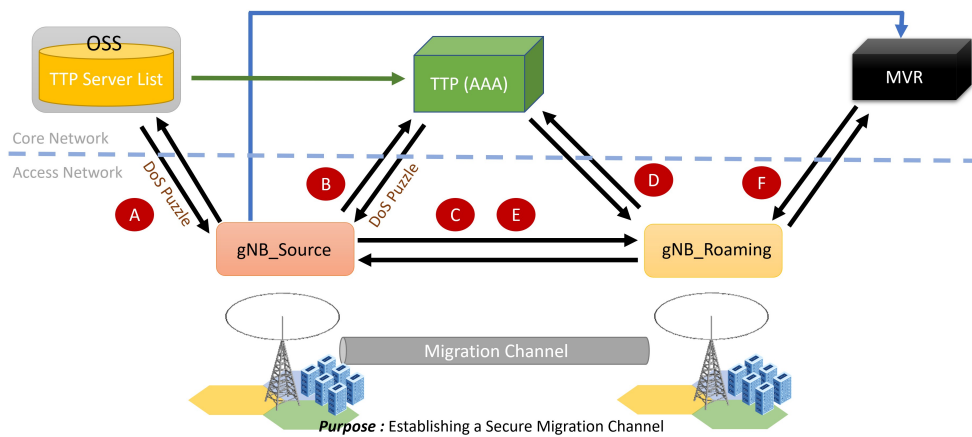 OSS
TTP Server List
TTP (AAA)
MVR
Core Network
Access Network
DoS Puzzle
DoS Puzzle
A
B
C
E
D
F
gNB_Source
gNB_Roaming
Migration Channel
Purpose : Establishing a Secure Migration Channel